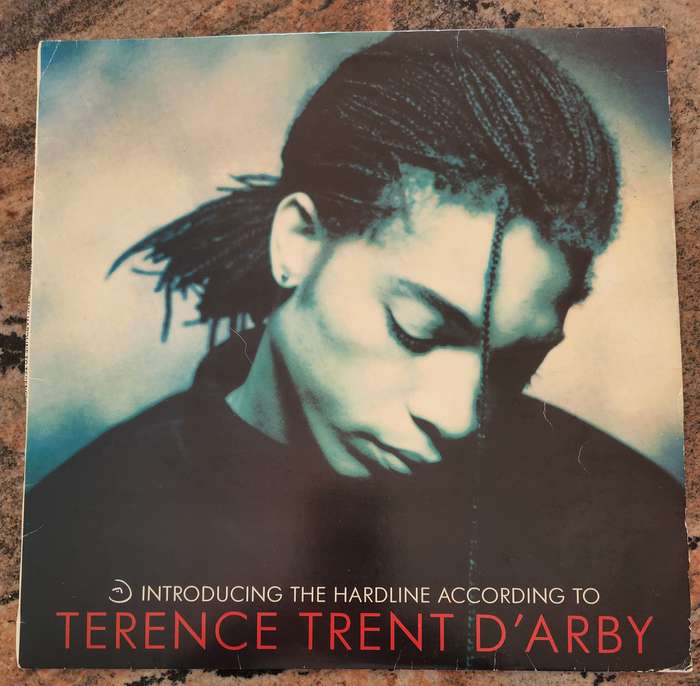 INTRODUCING THE HARDLINE ACCORDING TO
TERENCE TRENT D'ARBY